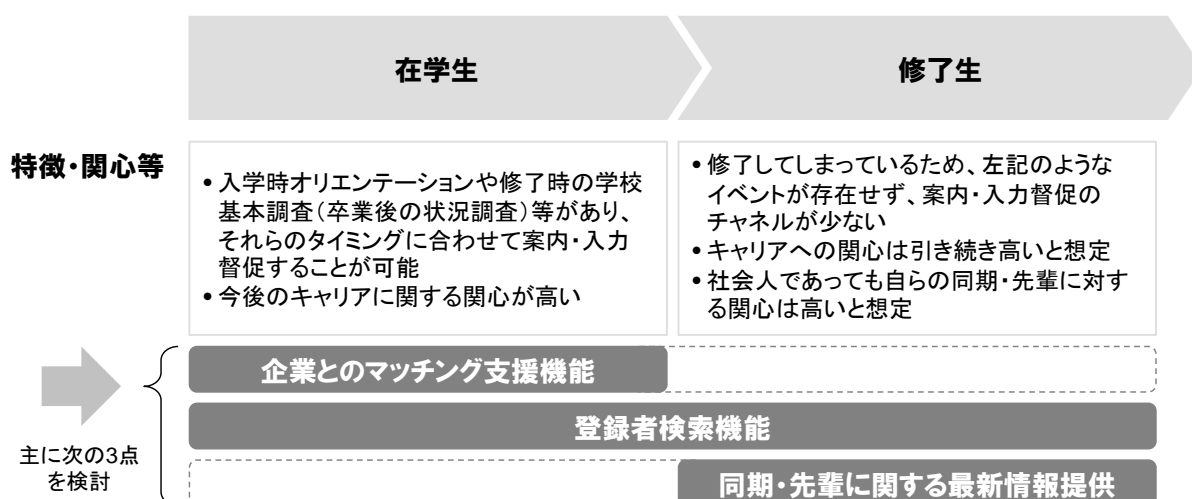 在学生
修了生
特徴・関心等
•入学時オリエンテーションや修了時の学校
基本調査(卒業後の状況調査)等があり、
それらのタイミングに合わせて案内・入力
督促することが可能
•今後のキャリアに関する関心が高い
•修了してしまっているため、左記のような
イベントが存在せず、案内・入力督促の
チャネルが少ない
•キャリアへの関心は引き続き高いと想定
•社会人であっても自らの同期・先輩に対す
る関心は高いと想定
主に次の3点
を検討
企業とのマッチング支援機能
登録者検索機能
同期・先輩に関する最新情報提供